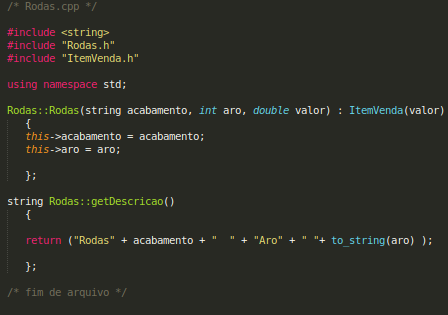 /* Rodas.cpp */
#include <string>
#include "Rodas.h"
#include "ItemVenda.h"
using namespace std;
Rodas::Rodas(string acabamento, int aro, double valor) : ItemVenda(valor)
{
this->acabamento = acabamento;
this->aro = aro;
};
string Rodas::getDescricao()
{
return ("Rodas" + acabamento + "  " + "Aro" + " "+ to_string(aro) );
};
/* fim de arquivo */